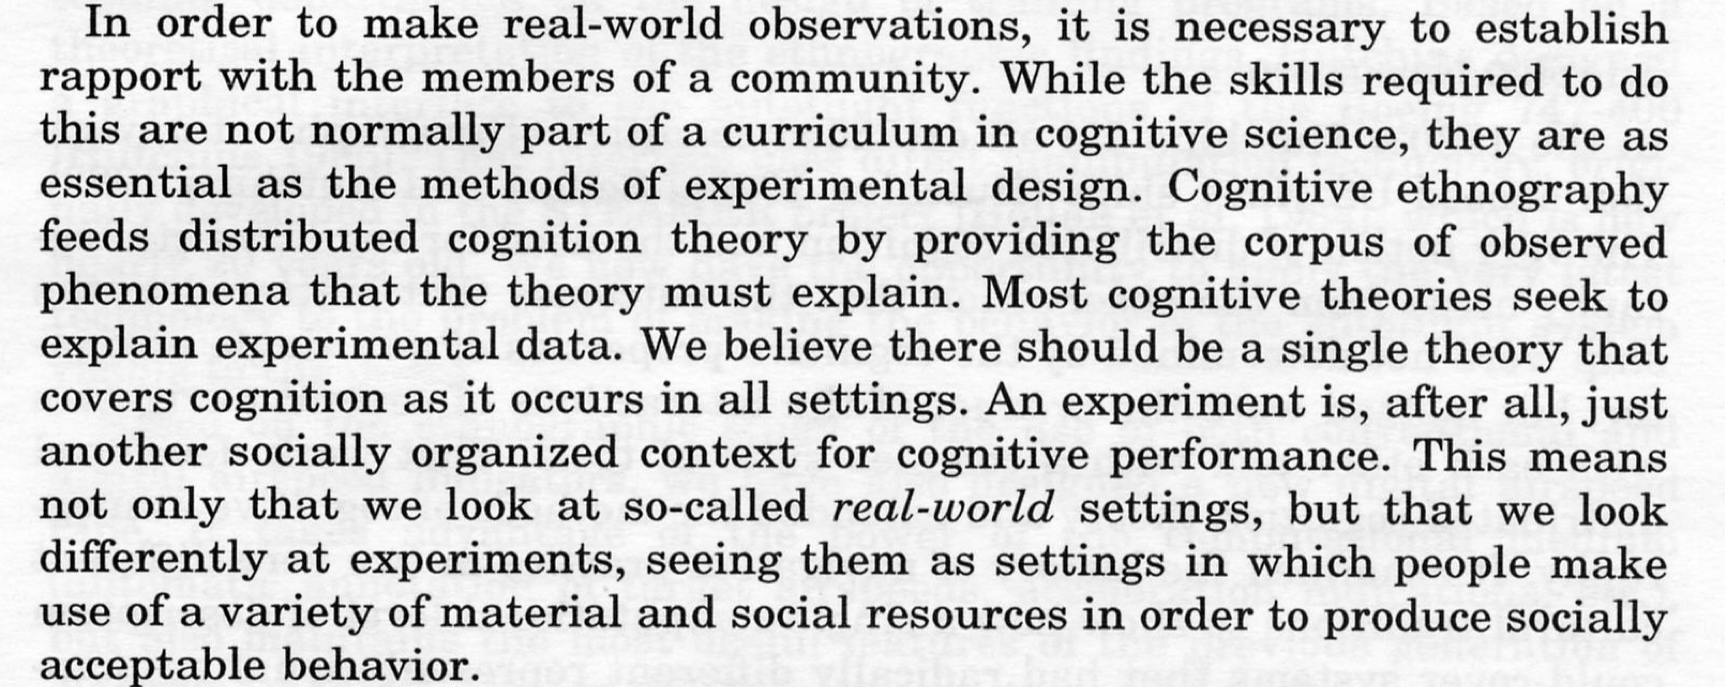 In order to make real-world observations, it is necessary to establish
rapport with the members of a community. While the skills required to do
this are not normally part of a curriculum in cognitive science, they are as
essential as the methods of experimental design. Cognitive ethnography
feeds distributed cognition theory by providing the corpus of observed
phenomena that the theory must explain. Most cognitive theories seek to
explain experimental data. We believe there should be a single theory that
covers cognition as it occurs in all settings. An experiment is, after all, just
another socially organized context for cognitive performance. This means
not only that we look at so-called real-world settings, but that we look
differently at experiments, seeing them as settings in which people make
use of a variety of material and social resources in order to produce socially
acceptable behavior.